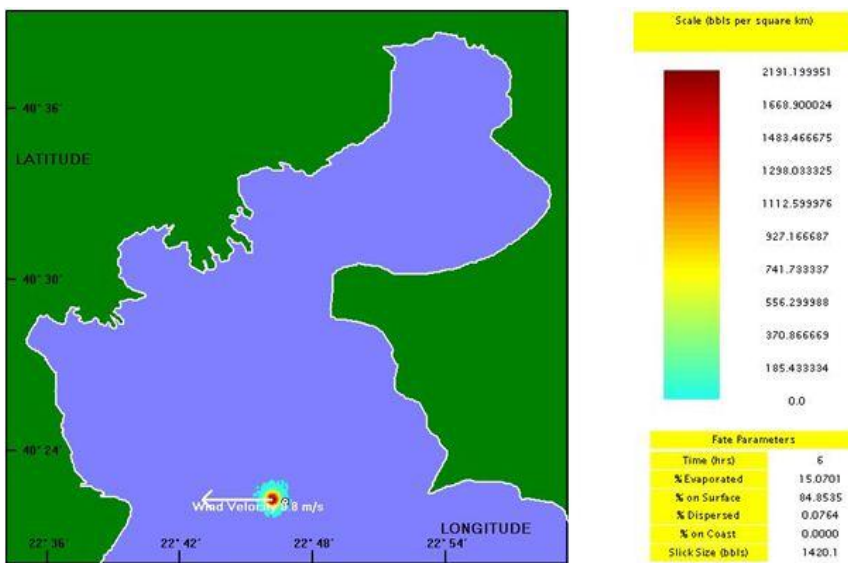 40° 36'
LATITUDE
40° 30'
40° 24'
Wind Velocity 8 m/s
LONGITUDE
22° 36'
22° 42'
22° 48'
22° 54'
Scale (bbls per square km)
2191.199951
1668.900024
1483.466675
1298.033325
1112.599976
927.166687
741.733337
556.299988
370.866669
185.433334
0.0
Fate Parameters
Time (hrs) 6
% Evaporated 15.0701
% on Surface 84.8535
% Dispersed 0.0764
% on Coast 0.0000
Slick Size (bbls) 1420.1